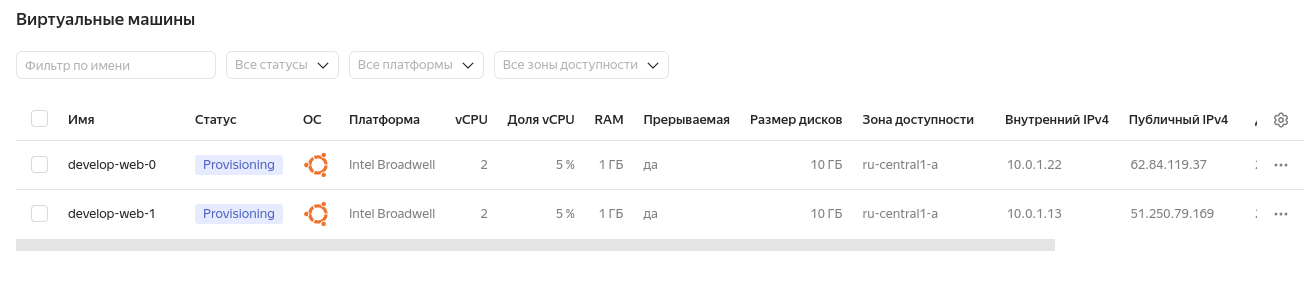 Виртуальные машины
Фильтр по имени Все статусы Все платформы Все зоны доступности
Имя Статус ОС Платформа vCPU Доля vCPU RAM Прерываемая Размер дисков Зона доступности Внутренний IPv4 Публичный IPv4
develop-web-0 Provisioning Intel Broadwell 2 5 % 1 ГБ да 10 ГБ ru-central1-a 10.0.1.22 62.84.119.37
develop-web-1 Provisioning Intel Broadwell 2 5 % 1 ГБ да 10 ГБ ru-central1-a 10.0.1.13 51.250.79.169